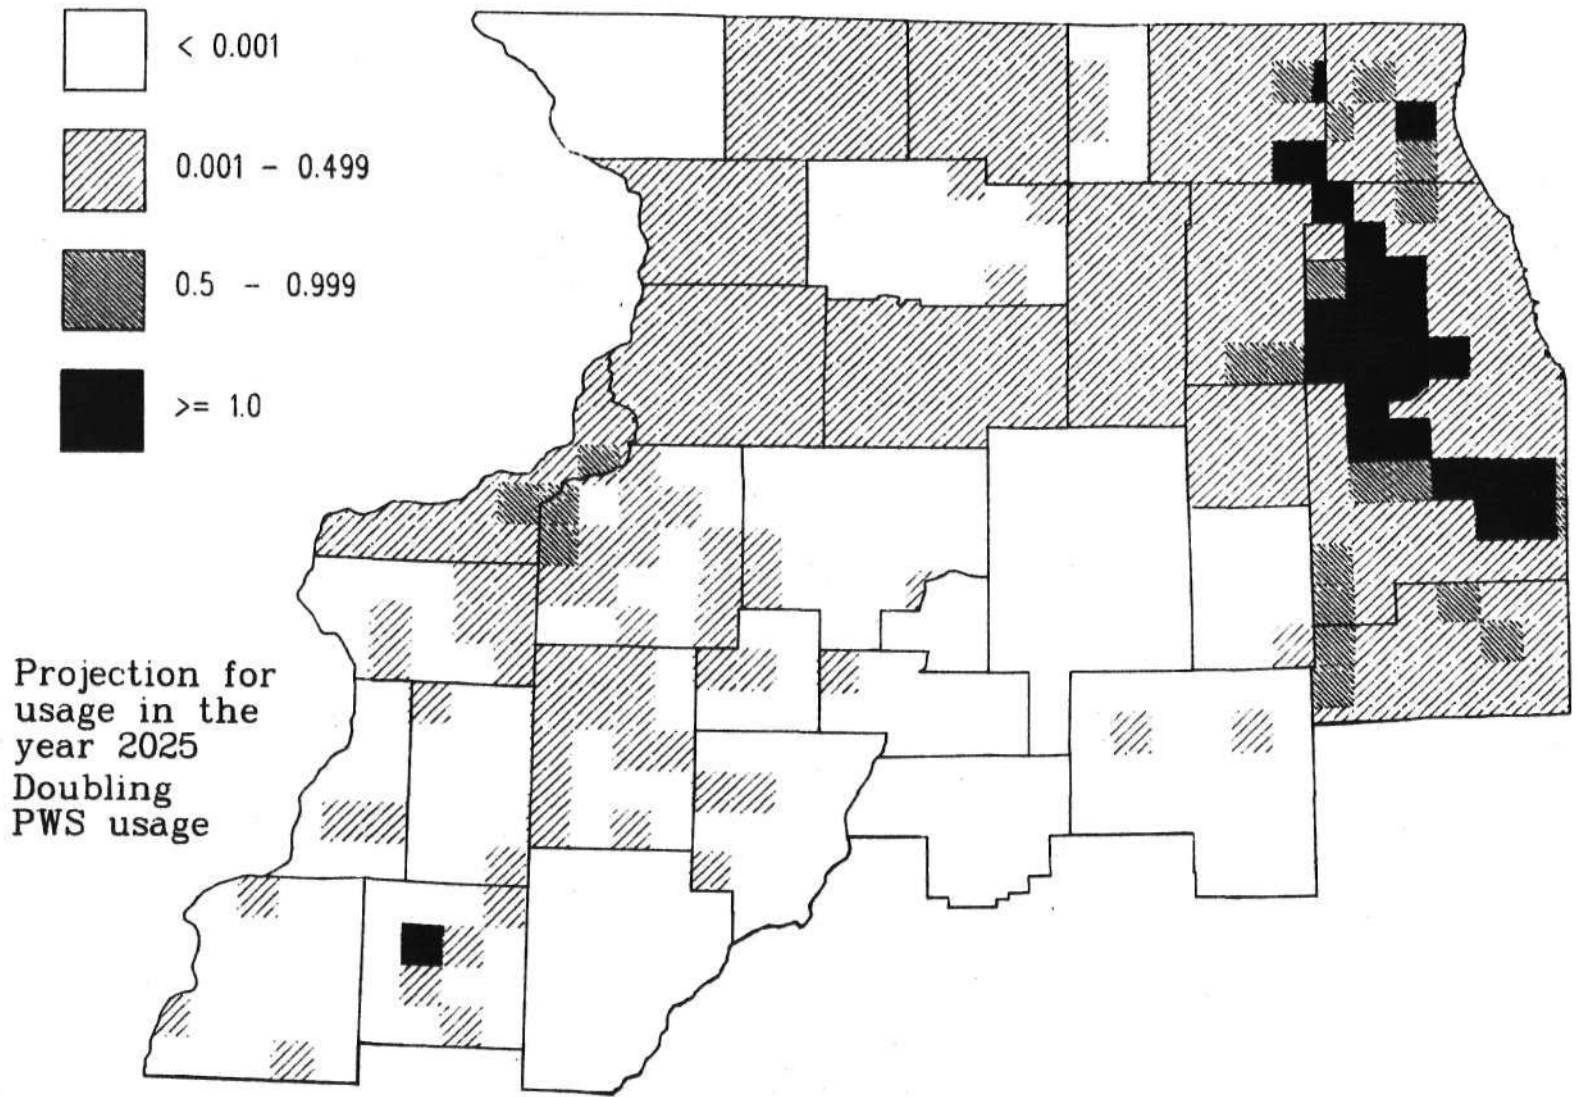 < 0.001
0.001 - 0.499
0.5 - 0.999
>= 1.0
Projection for
usage in the
year 2025
Doubling
PWS usage